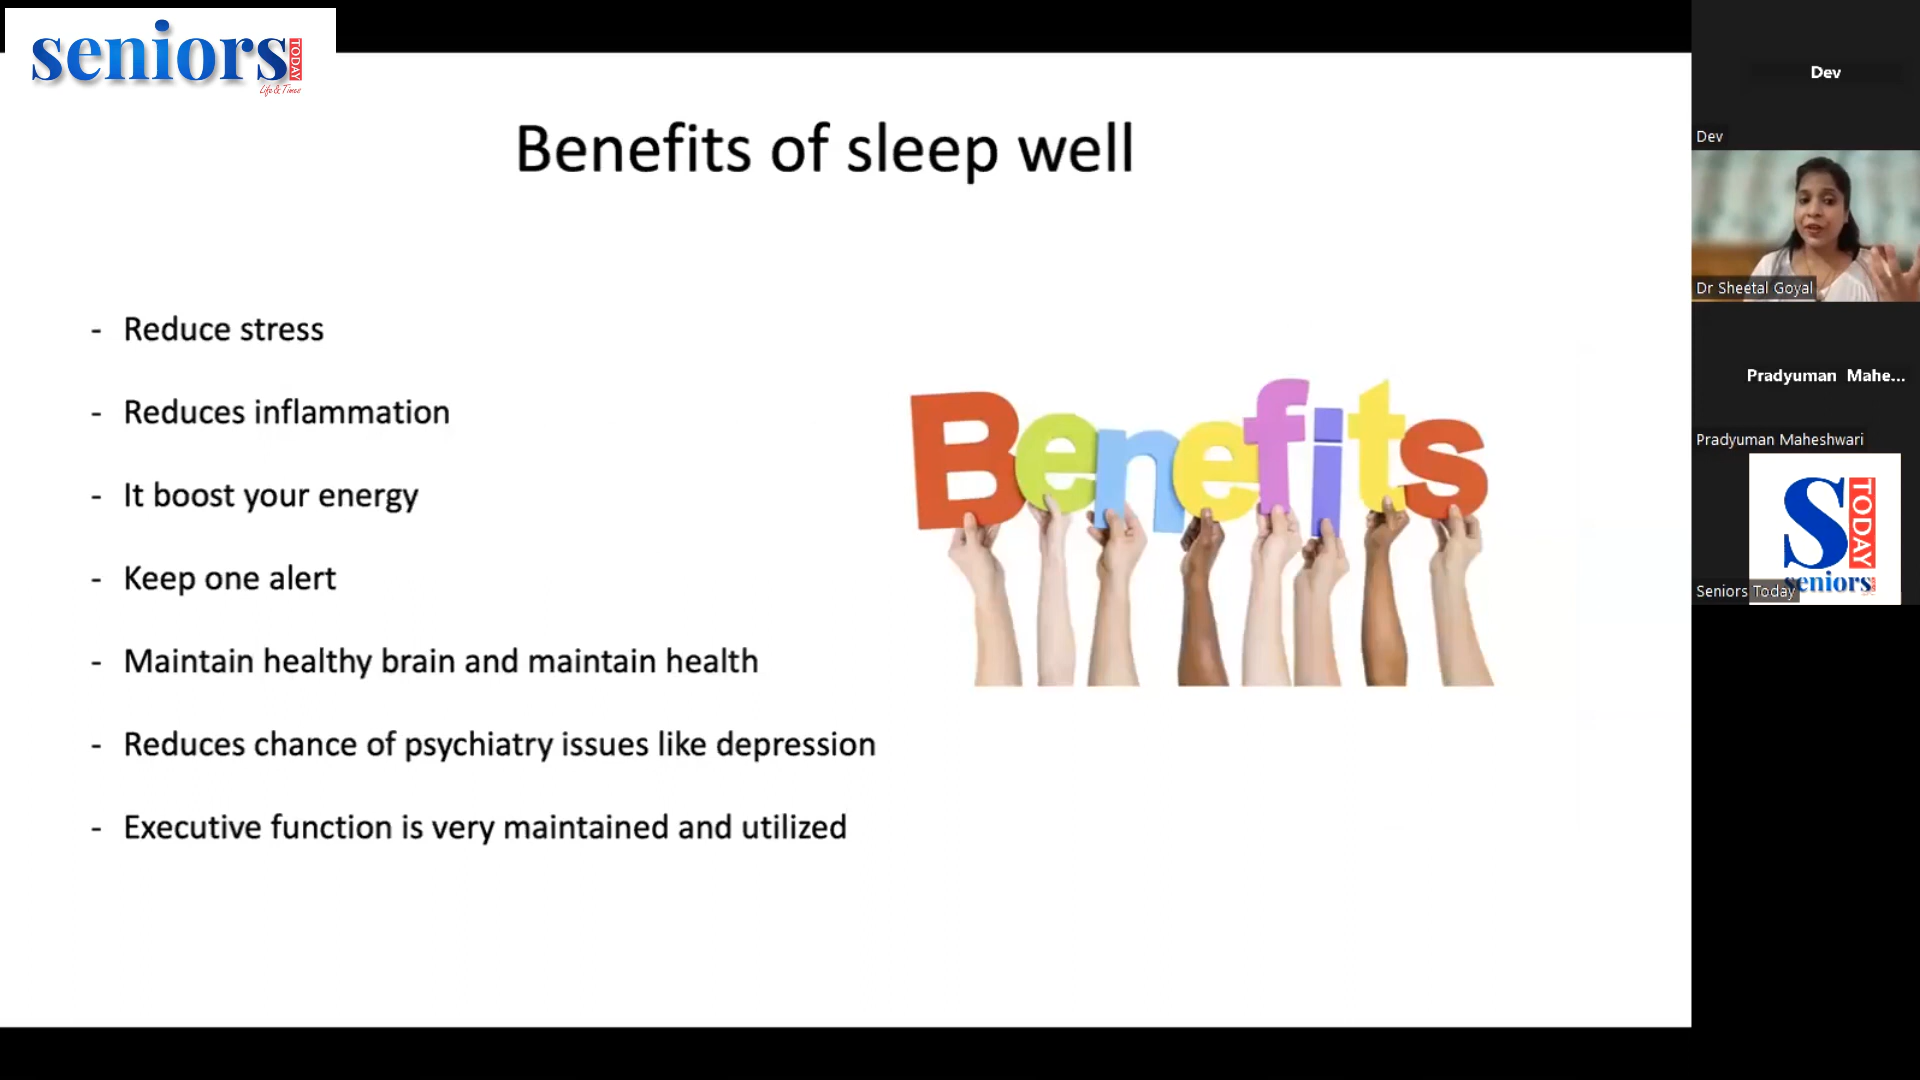 seniors
TODAY
Life & Times
Benefits of sleep well
- Reduce stress
- Reduces inflammation
- It boost your energy
- Keep one alert
- Maintain healthy brain and maintain health
- Reduces chance of psychiatry issues like depression
- Executive function is very maintained and utilized
Benefits
Dev
Dev
Dr Sheetal Goyal
Pradyuman Mahe...
Pradyuman Maheshwari
S
TODAY
seniors
Seniors Today